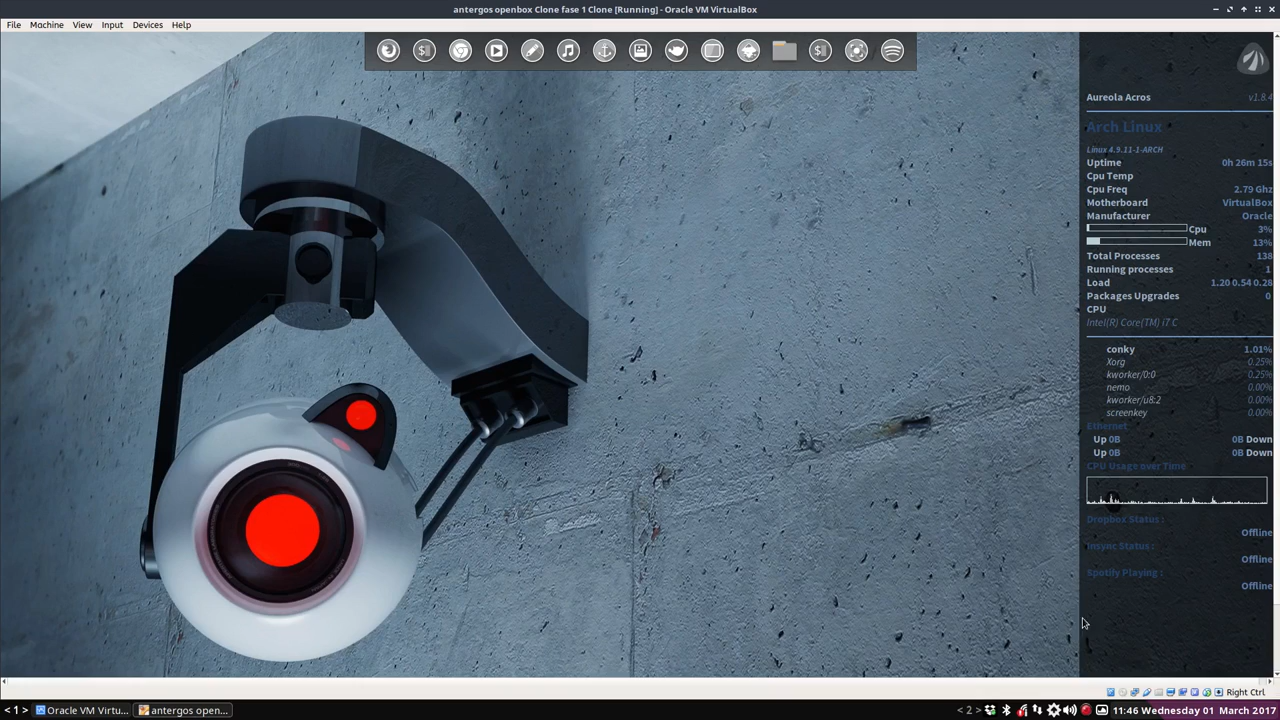 antergos openbox Clone fase 1 Clone [Running] - Oracle VM VirtualBox
File Machine View Input Devices Help
Aureola Acros v1.8.4
Arch Linux
Linux 4.9.11-1-ARCH
Uptime 0h 26m 15s
Cpu Temp
Cpu Freq 2.79 Ghz
Motherboard VirtualBox
Manufacturer Oracle
Cpu 3%
Mem 13%
Total Processes 138
Running processes 1
Load 1.20 0.54 0.28
Packages Upgrades 0
CPU
Intel(R) Core(TM) i7 C
conky 1.01%
Xorg 0.25%
kworker/0:0 0.25%
nemo 0.00%
kworker/u8:2 0.00%
screenkey 0.00%
Ethernet
Up 0B 0B Down
Up 0B 0B Down
CPU Usage over Time
Dropbox Status :
Offline
Insync Status :
Offline
Spotify Playing :
Offline
Right Ctrl
< 1 > Oracle VM Virtu... antergos open... < 2 > 11:46 Wednesday 01 March 2017